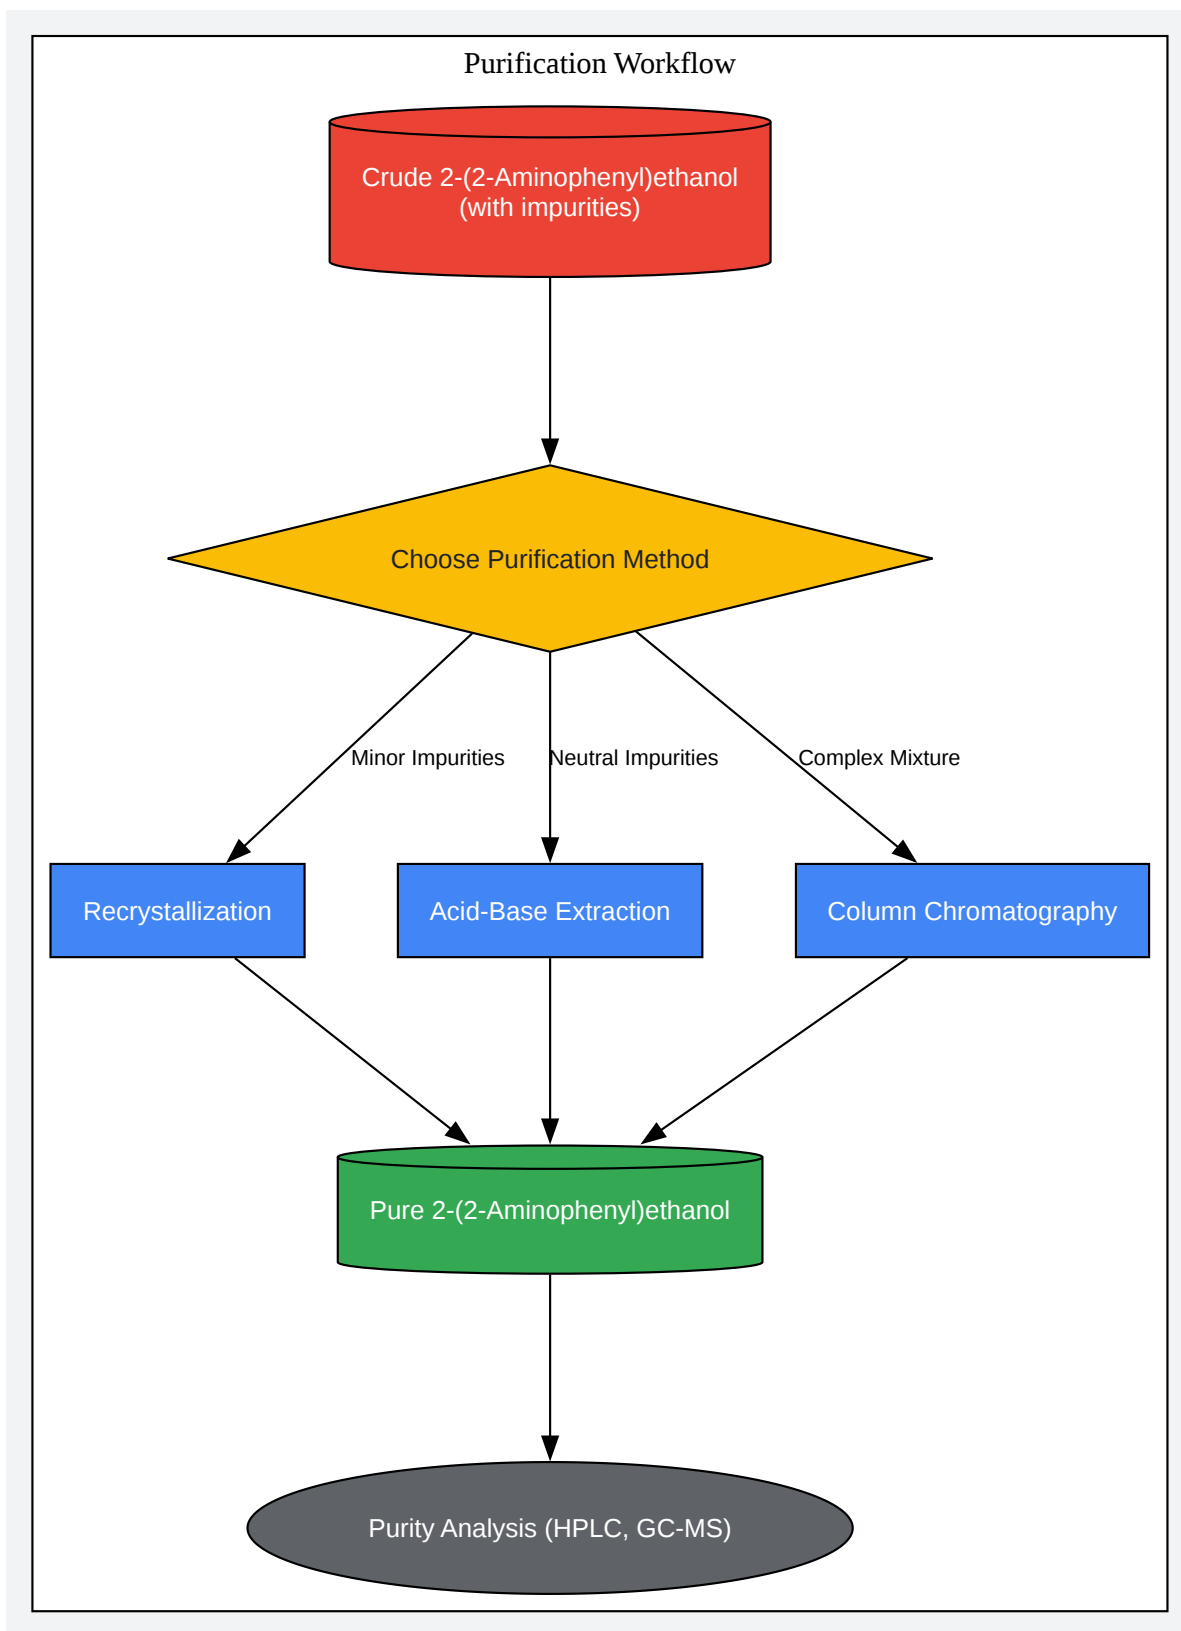 Purification Workflow
Crude 2-(2-Aminophenyl)ethanol
(with impurities)
Choose Purification Method
Minor Impurities
Neutral Impurities
Complex Mixture
Recrystallization
Acid-Base Extraction
Column Chromatography
Pure 2-(2-Aminophenyl)ethanol
Purity Analysis (HPLC, GC-MS)